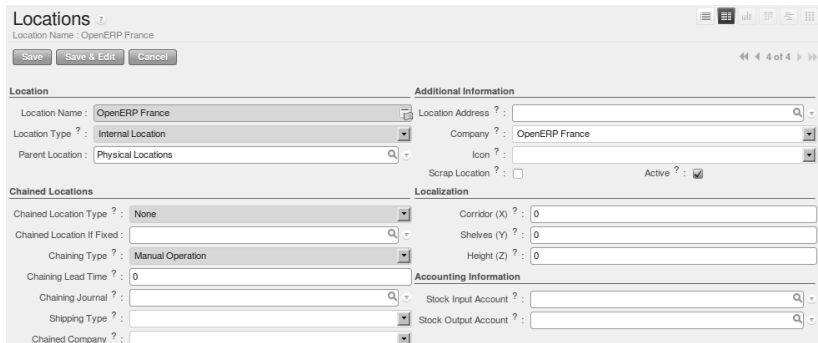 Locations ?
Location Name : OpenERP France
Save Save & Edit Cancel
4 of 4
Location
Location Name : OpenERP France
Location Type ? : Internal Location
Parent Location : Physical Locations
Additional Information
Location Address ? :
Company ? : OpenERP France
Icon ? :
Scrap Location ? : Active ? :
Chained Locations
Chained Location Type ? : None
Chained Location If Fixed :
Chaining Type ? : Manual Operation
Chaining Lead Time ? : 0
Chaining Journal ? :
Shipping Type ? :
Chained Company ? :
Localization
Corridor (X) ? : 0
Shelves (Y) ? : 0
Height (Z) ? : 0
Accounting Information
Stock Input Account ? :
Stock Output Account ? :